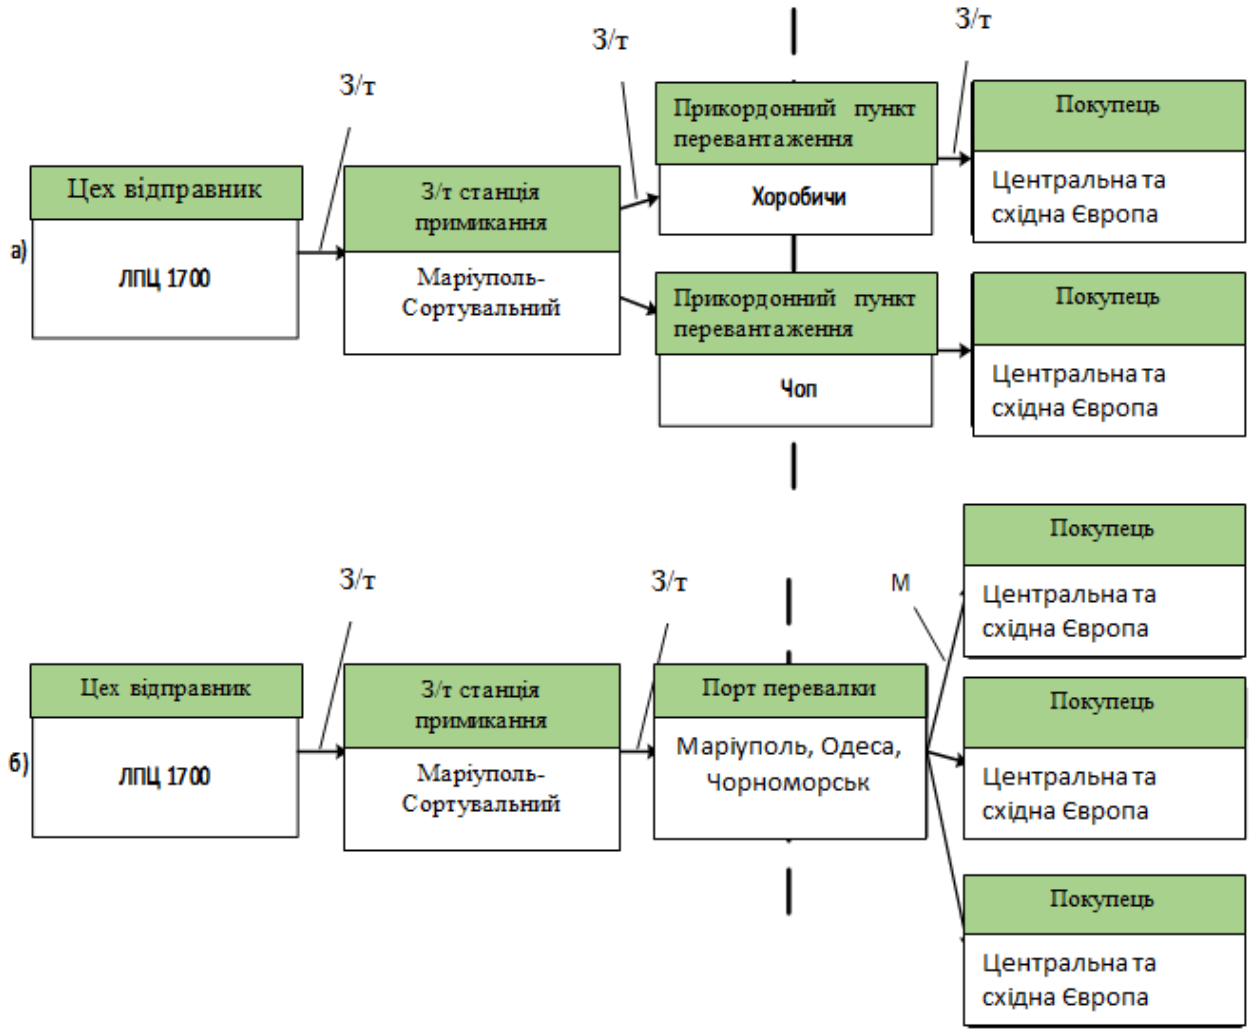 З/т
З/т
З/т
Цех відправник
ЛПЦ 1700
а)
З/т станція
примикання
Маріуполь-
Сортувальний
Прикордонний пункт
перевантаження
Хоробичи
Покупець
Центральна та
східна Європа
Прикордонний пункт
перевантаження
Чоп
Покупець
Центральна та
східна Європа
З/т
З/т
М
Цех відправник
ЛПЦ 1700
б)
З/т станція
примикання
Маріуполь-
Сортувальний
Порт перевалки
Маріуполь, Одеса,
Чорноморськ
Покупець
Центральна та
східна Європа
Покупець
Центральна та
східна Європа
Покупець
Центральна та
східна Європа